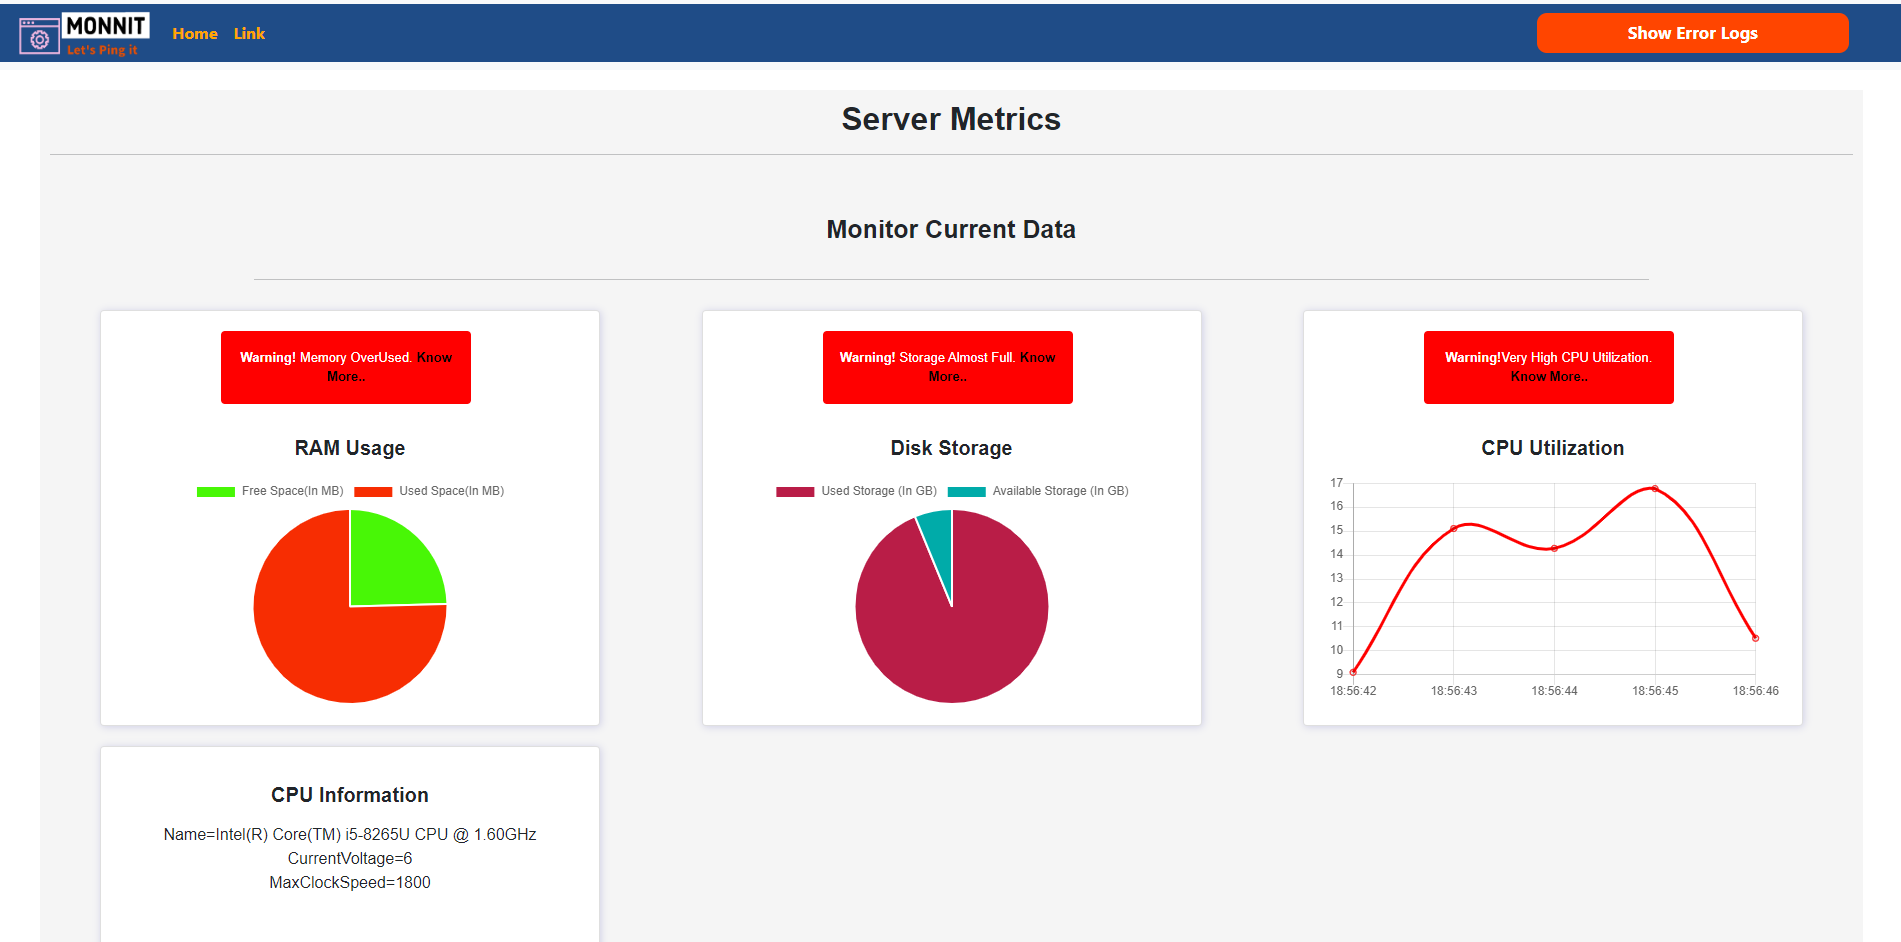 MONNIT
Let's Ping it
Home Link
Show Error Logs
Server Metrics
Monitor Current Data
Warning! Memory OverUsed. Know
More..
RAM Usage
Free Space(In MB) Used Space(In MB)
Warning! Storage Almost Full. Know
More..
Disk Storage
Used Storage (In GB) Available Storage (In GB)
Warning!Very High CPU Utilization.
Know More..
CPU Utilization
17
16
15
14
13
12
11
10
9
18:56:42 18:56:43 18:56:44 18:56:45 18:56:46
CPU Information
Name=Intel(R) Core(TM) i5-8265U CPU @ 1.60GHz
CurrentVoltage=6
MaxClockSpeed=1800